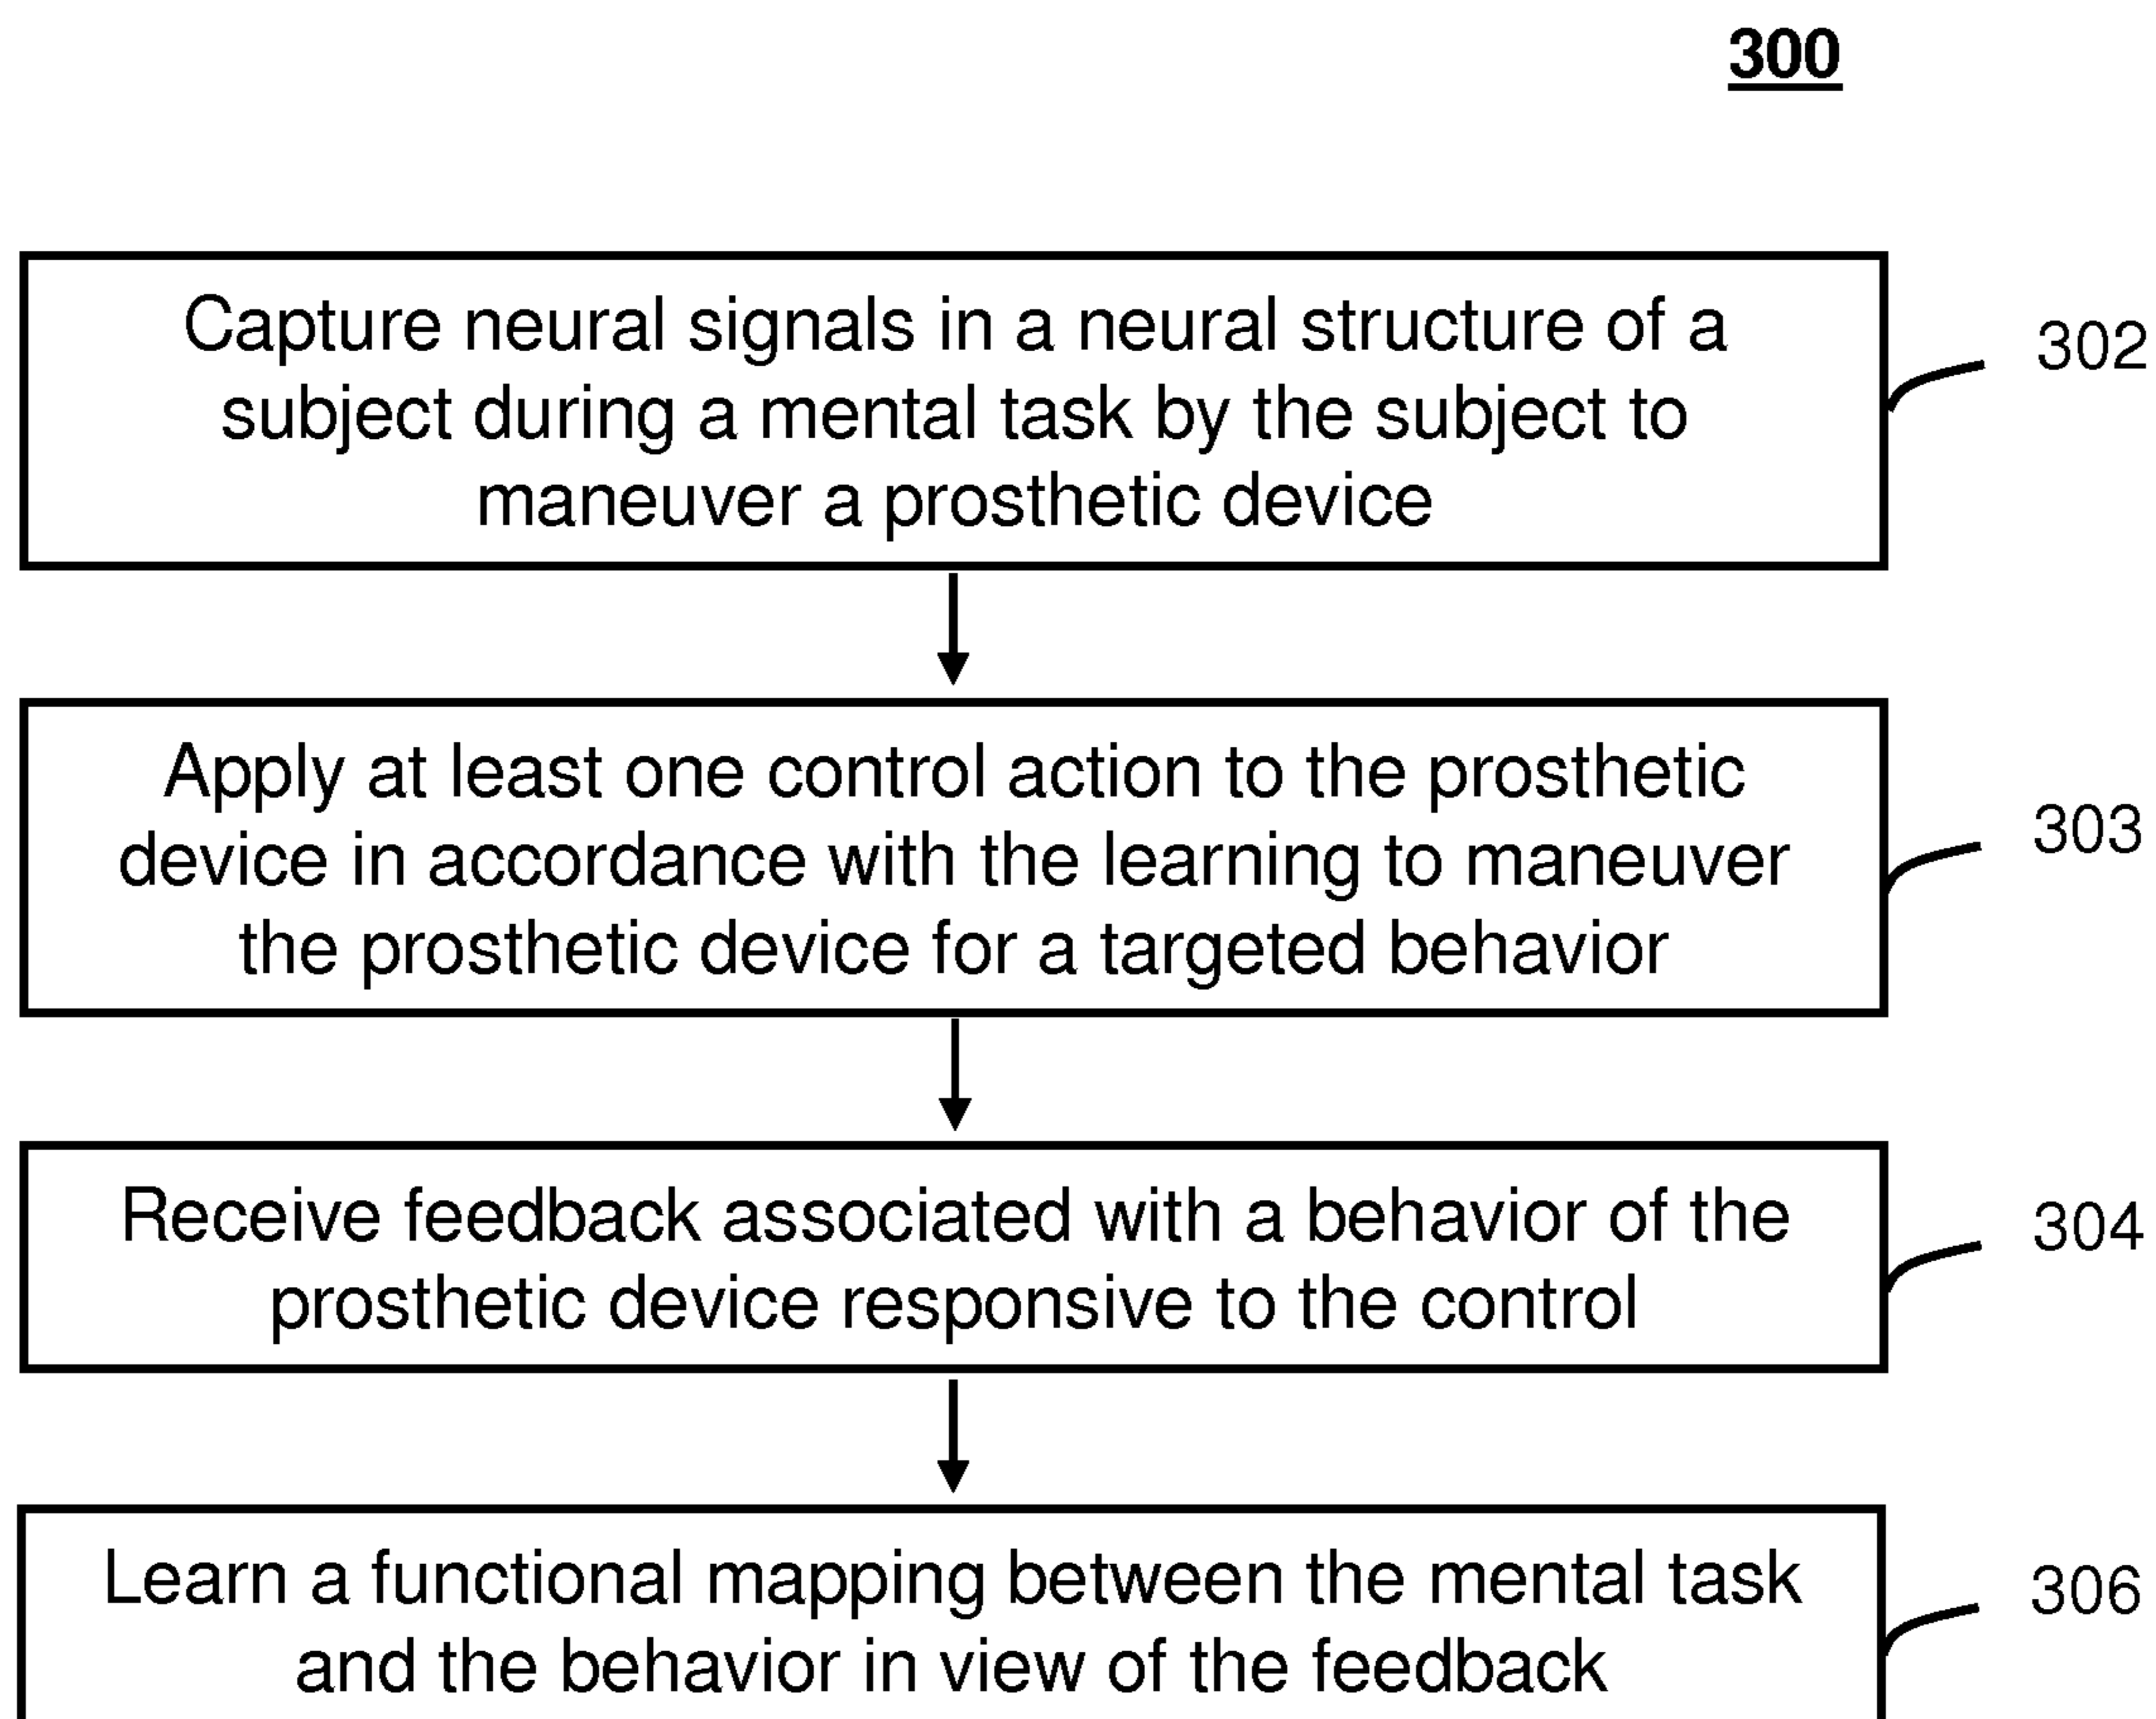 300
Capture neural signals in a neural structure of a
subject during a mental task by the subject to
maneuver a prosthetic device
302
Apply at least one control action to the prosthetic
device in accordance with the learning to maneuver
the prosthetic device for a targeted behavior
303
Receive feedback associated with a behavior of the
prosthetic device responsive to the control
304
Learn a functional mapping between the mental task
and the behavior in view of the feedback
306